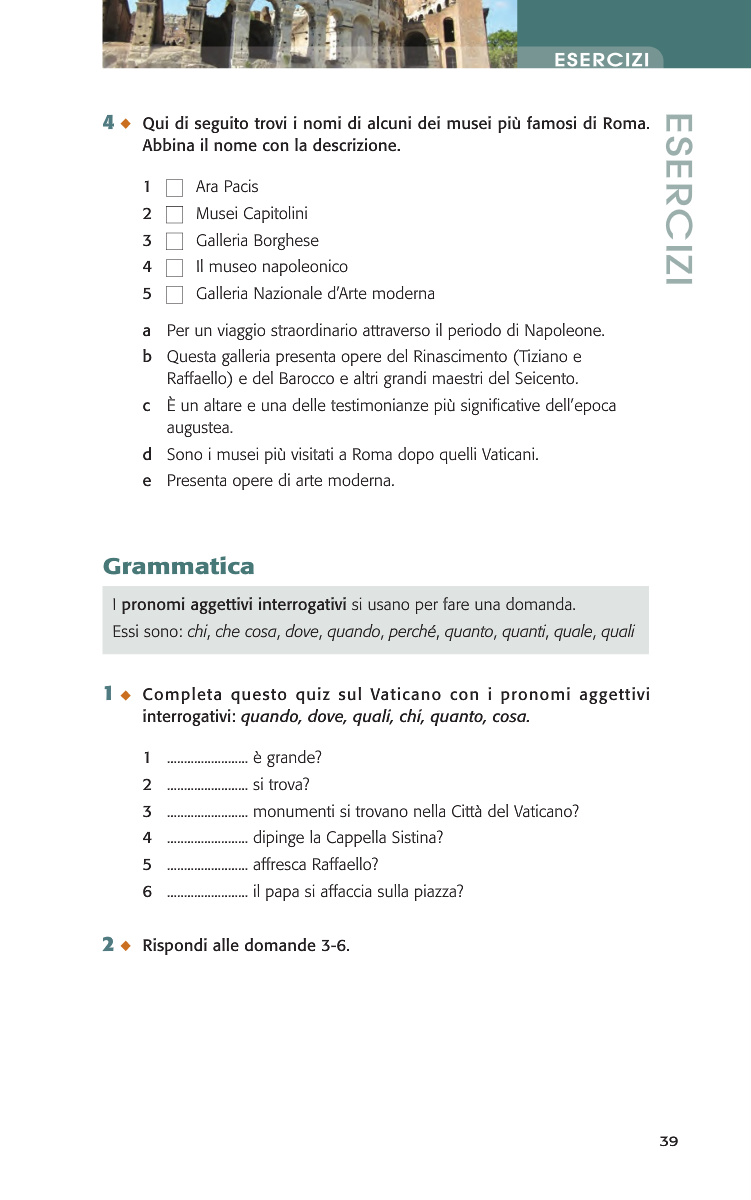 ESERCIZI
ESERCIZI
4 ◆ Qui di seguito trovi i nomi di alcuni dei musei più famosi di Roma.
Abbina il nome con la descrizione.
1 □ Ara Pacis
2 □ Musei Capitolini
3 □ Galleria Borghese
4 □ Il museo napoleonico
5 □ Galleria Nazionale d’Arte moderna
a Per un viaggio straordinario attraverso il periodo di Napoleone.
b Questa galleria presenta opere del Rinascimento (Tiziano e
Raffaello) e del Barocco e altri grandi maestri del Seicento.
c È un altare e una delle testimonianze più significative dell’epoca
augustea.
d Sono i musei più visitati a Roma dopo quelli Vaticani.
e Presenta opere di arte moderna.
Grammatica
I pronomi aggettivi interrogativi si usano per fare una domanda.
Essi sono: chi, che cosa, dove, quando, perché, quanto, quanti, quale, quali
1 ◆ Completa questo quiz sul Vaticano con i pronomi aggettivi
interrogativi: quando, dove, quali, chi, quanto, cosa.
1 ........................ è grande?
2 ........................ si trova?
3 ........................ monumenti si trovano nella Città del Vaticano?
4 ........................ dipinge la Cappella Sistina?
5 ........................ affresca Raffaello?
6 ........................ il papa si affaccia sulla piazza?
2 ◆ Rispondi alle domande 3-6.
39